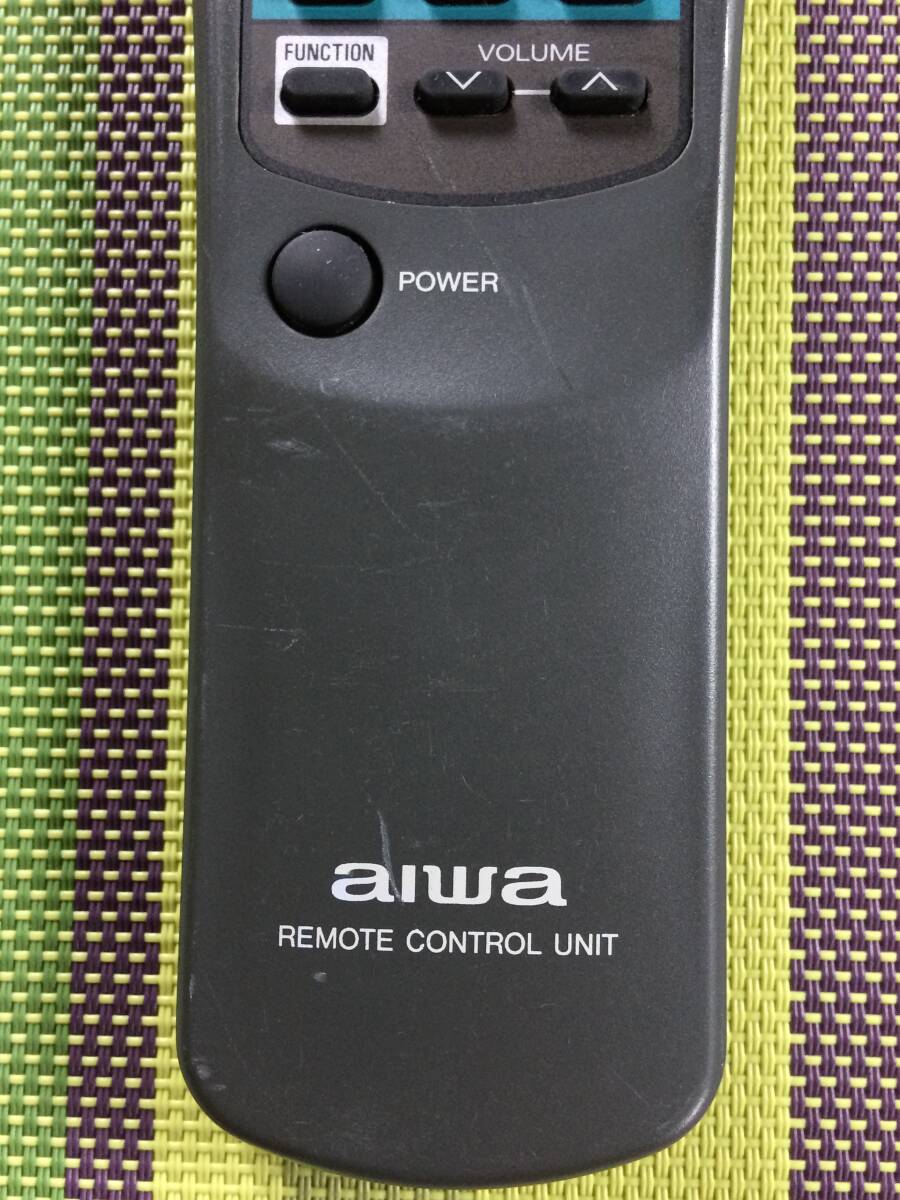 FUNCTION VOLUME
POWER
aiwa
REMOTE CONTROL UNIT